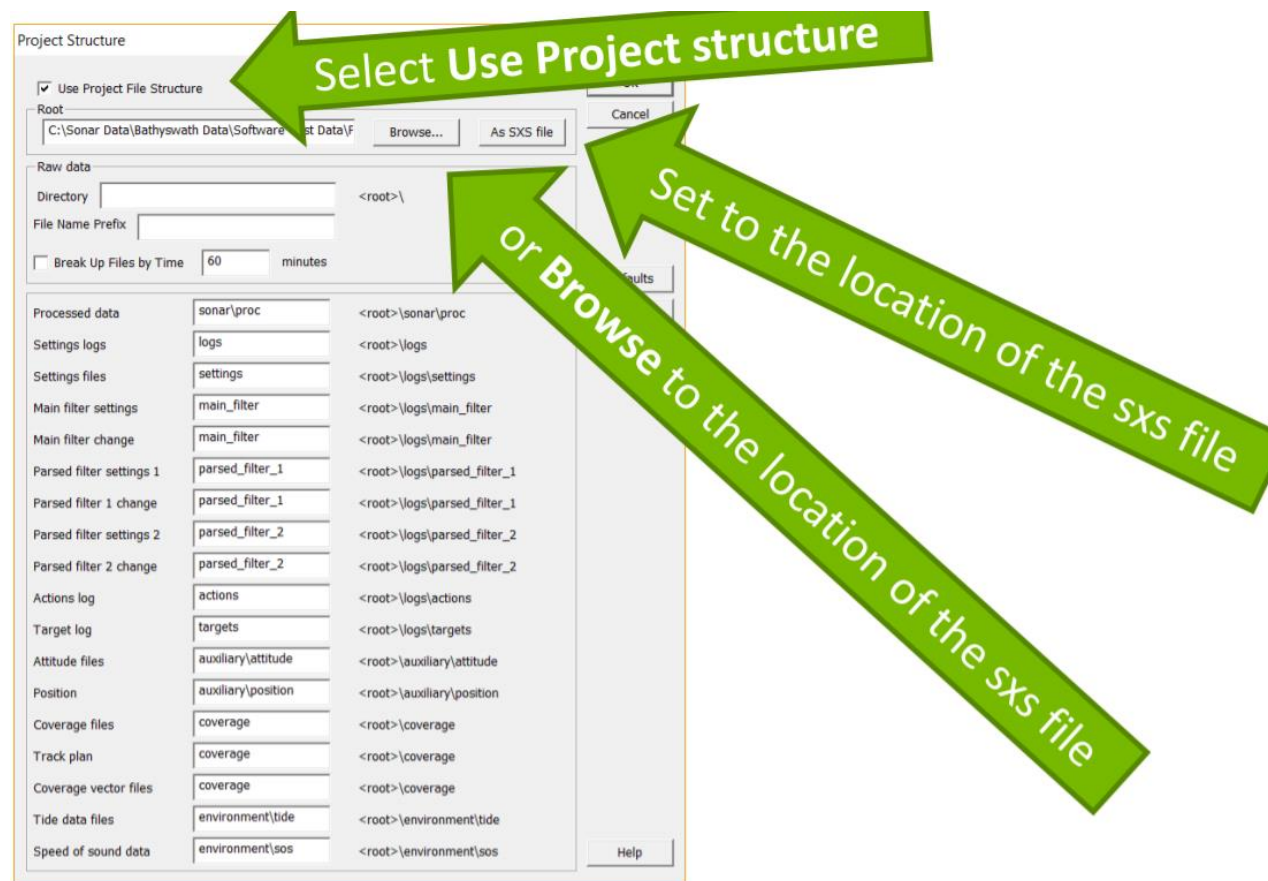 Project Structure
Select Use Project structure
Use Project File Structure
Root
Cancel
C:\Sonar Data\Bathyswath Data\Software st Data\F Browse... As SXS file
Set to the location of the sxs file
Raw data
Directory <root>\
or Browse to the location of the sxs file
File Name Prefix
Break Up Files by Time 60 minutes
Processed data sonar\proc <root>\sonar\proc
Settings logs logs <root>\logs
Settings files settings <root>\logs\settings
Main filter settings main_filter <root>\logs\main_filter
Main filter change main_filter <root>\logs\main_filter
Parsed filter settings 1 parsed_filter_1 <root>\logs\parsed_filter_1
Parsed filter 1 change parsed_filter_1 <root>\logs\parsed_filter_1
Parsed filter settings 2 parsed_filter_2 <root>\logs\parsed_filter_2
Parsed filter 2 change parsed_filter_2 <root>\logs\parsed_filter_2
Actions log actions <root>\logs\actions
Target log targets <root>\logs\targets
Attitude files auxiliary\attitude <root>\auxiliary\attitude
Position auxiliary\position <root>\auxiliary\position
Coverage files coverage <root>\coverage
Track plan coverage <root>\coverage
Coverage vector files coverage <root>\coverage
Tide data files environment\tide <root>\environment\tide
Speed of sound data environment\sos <root>\environment\sos
Help